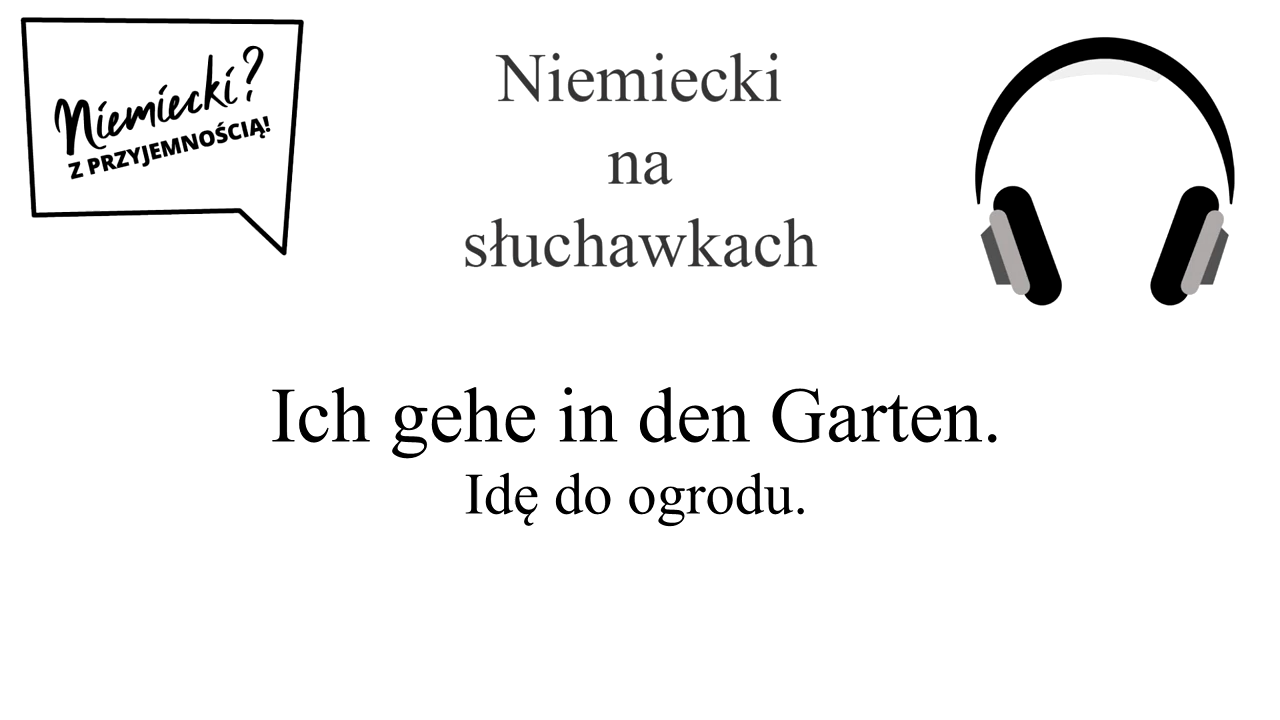 Niemiecki?
Z PRZYJEMNOŚCIĄ!
Niemiecki
na
słuchawkach
Ich gehe in den Garten.
Idę do ogrodu.